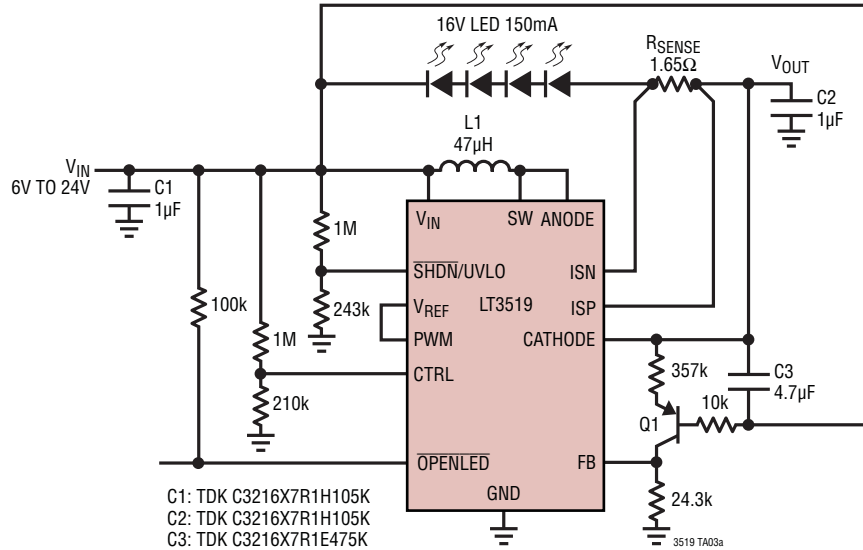 16V LED 150mA
RSENSE
1.65Ω
VOUT
C2
1µF
L1
47µH
VIN
6V TO 24V
C1
1µF
VIN
SW
ANODE
1M
SHDN/UVLO
ISN
100k
243k
VREF
LT3519
ISP
1M
PWM
CATHODE
CTRL
357k
C3
4.7µF
210k
Q1
10k
OPENLED
FB
GND
24.3k
C1: TDK C3216X7R1H105K
C2: TDK C3216X7R1H105K
C3: TDK C3216X7R1E475K
3519 TA03a